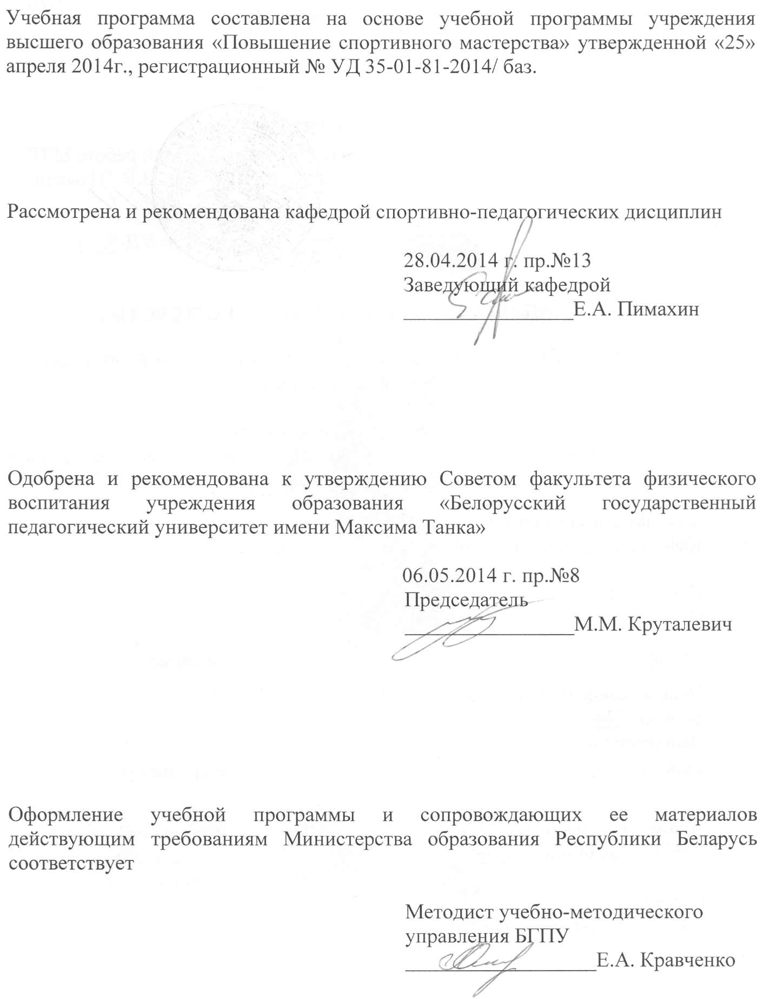 Учебная программа составлена на основе учебной программы учреждения
высшего образования «Повышение спортивного мастерства» утвержденной «25»
апреля 2014г., регистрационный № УД 35-01-81-2014/ баз.
Рассмотрена и рекомендована кафедрой спортивно-педагогических дисциплин
28.04.2014 г. пр.№13
Заведующий кафедрой
Е.А. Пимахин
Одобрена и рекомендована к утверждению Советом факультета физического
воспитания учреждения образования «Белорусский государственный
педагогический университет имени Максима Танка»
06.05.2014 г. пр.№8
Председатель
М.М. Круталевич
Оформление учебной программы и сопровождающих ее материалов
действующим требованиям Министерства образования Республики Беларусь
соответствует
Методист учебно-методического
управления БГПУ
Е.А. Кравченко